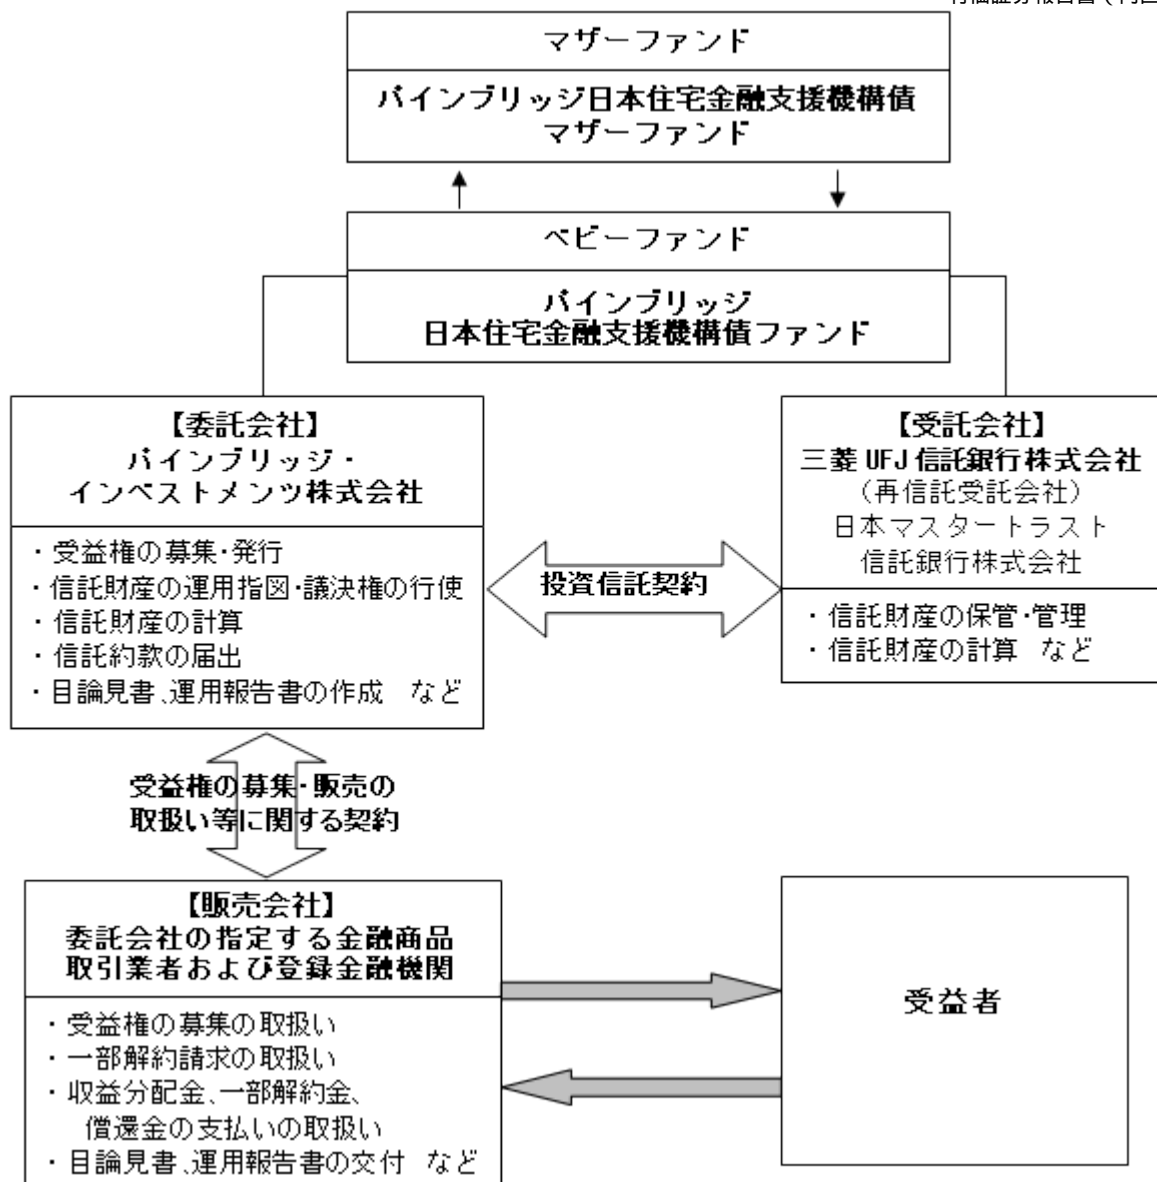 マザーファンド
パインブリッジ日本住宅金融支援機構債
マザーファンド
ベビーファンド
パインブリッジ
日本住宅金融支援機構債ファンド
【委託会社】
パインブリッジ・
インベストメンツ株式会社
・受益権の募集・発行
・信託財産の運用指図・議決権の行使
・信託財産の計算
・信託約款の届出
・目論見書、運用報告書の作成 など
投資信託契約
【受託会社】
三菱UFJ信託銀行株式会社
(再信託受託会社)
日本マスタートラスト
信託銀行株式会社
・信託財産の保管・管理
・信託財産の計算 など
受益権の募集・販売の
取扱い等に関する契約
【販売会社】
委託会社の指定する金融商品
取引業者および登録金融機関
・受益権の募集の取扱い
・一部解約請求の取扱い
・収益分配金、一部解約金、
償還金の支払いの取扱い
・目論見書、運用報告書の交付 など
受益者